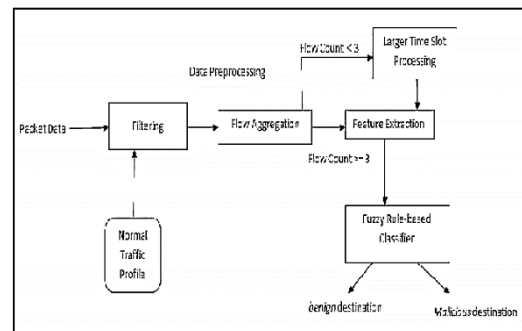 Flow Count < 3
Larger Time Slot
Processing
Data Preprocessing
Packet Data
Filtering
Flow Aggregation
Feature Extraction
Flow Count >= 3
Normal
Traffic
Profile
Fuzzy Rule-based
Classifier
benign destination
Malicious destination